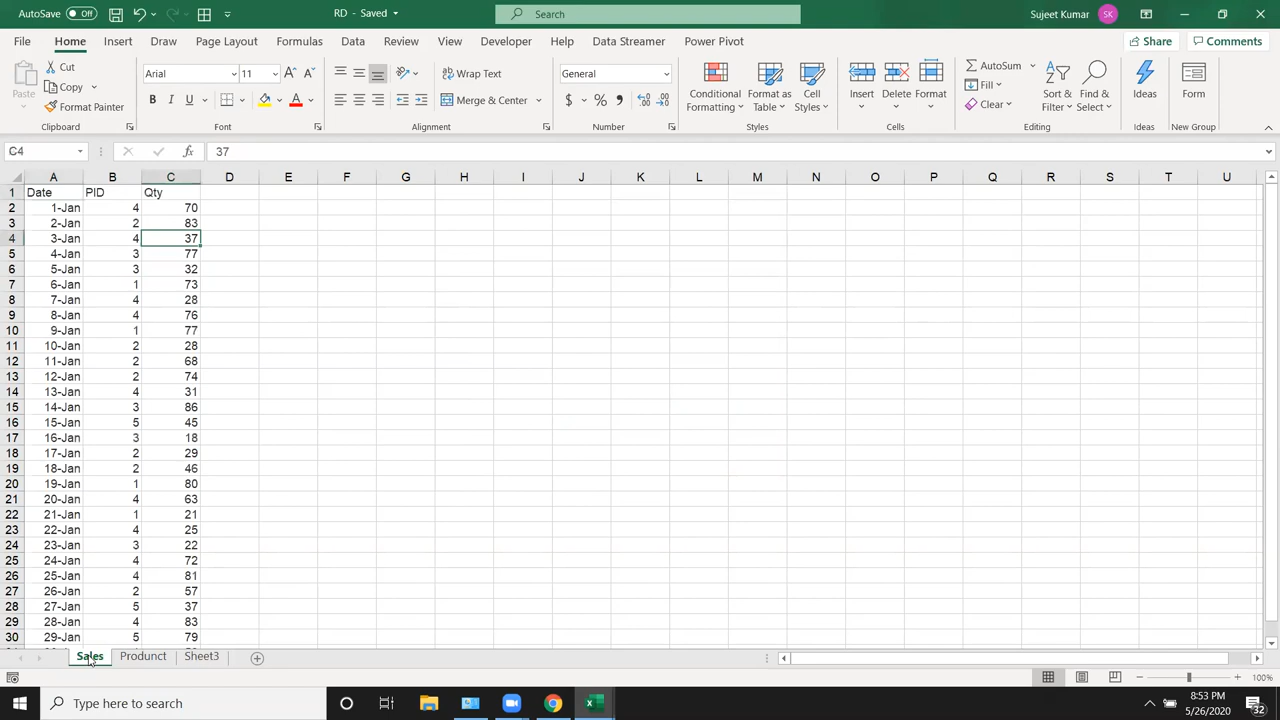 AutoSave Off RD - Saved Search Sujeet Kumar SK
File Home Insert Draw Page Layout Formulas Data Review View Developer Help Data Streamer Power Pivot Share Comments
Paste Cut Copy Format Painter Clipboard
Arial 11 B I U A Font
Wrap Text Merge & Center Alignment
General $ % Number
Conditional Formatting Format as Table Cell Styles Styles
Insert Delete Format Cells
AutoSum Fill Clear Sort & Filter Find & Select Editing
Ideas Ideas
Form New Group
C4 fx 37
A B C D E F G H I J K L M N O P Q R S T U
1 Date PID Qty
2 1-Jan 4 70
3 2-Jan 2 83
4 3-Jan 4 37
5 4-Jan 3 77
6 5-Jan 3 32
7 6-Jan 1 73
8 7-Jan 4 28
9 8-Jan 4 76
10 9-Jan 1 77
11 10-Jan 2 28
12 11-Jan 2 68
13 12-Jan 2 74
14 13-Jan 4 31
15 14-Jan 3 86
16 15-Jan 5 45
17 16-Jan 3 18
18 17-Jan 2 29
19 18-Jan 2 46
20 19-Jan 1 80
21 20-Jan 4 63
22 21-Jan 1 21
23 22-Jan 4 25
24 23-Jan 3 22
25 24-Jan 4 72
26 25-Jan 4 81
27 26-Jan 2 57
28 27-Jan 5 37
29 28-Jan 4 83
30 29-Jan 5 79
Sales Produnct Sheet3
100%
Type here to search 8:53 PM
5/26/2020 32